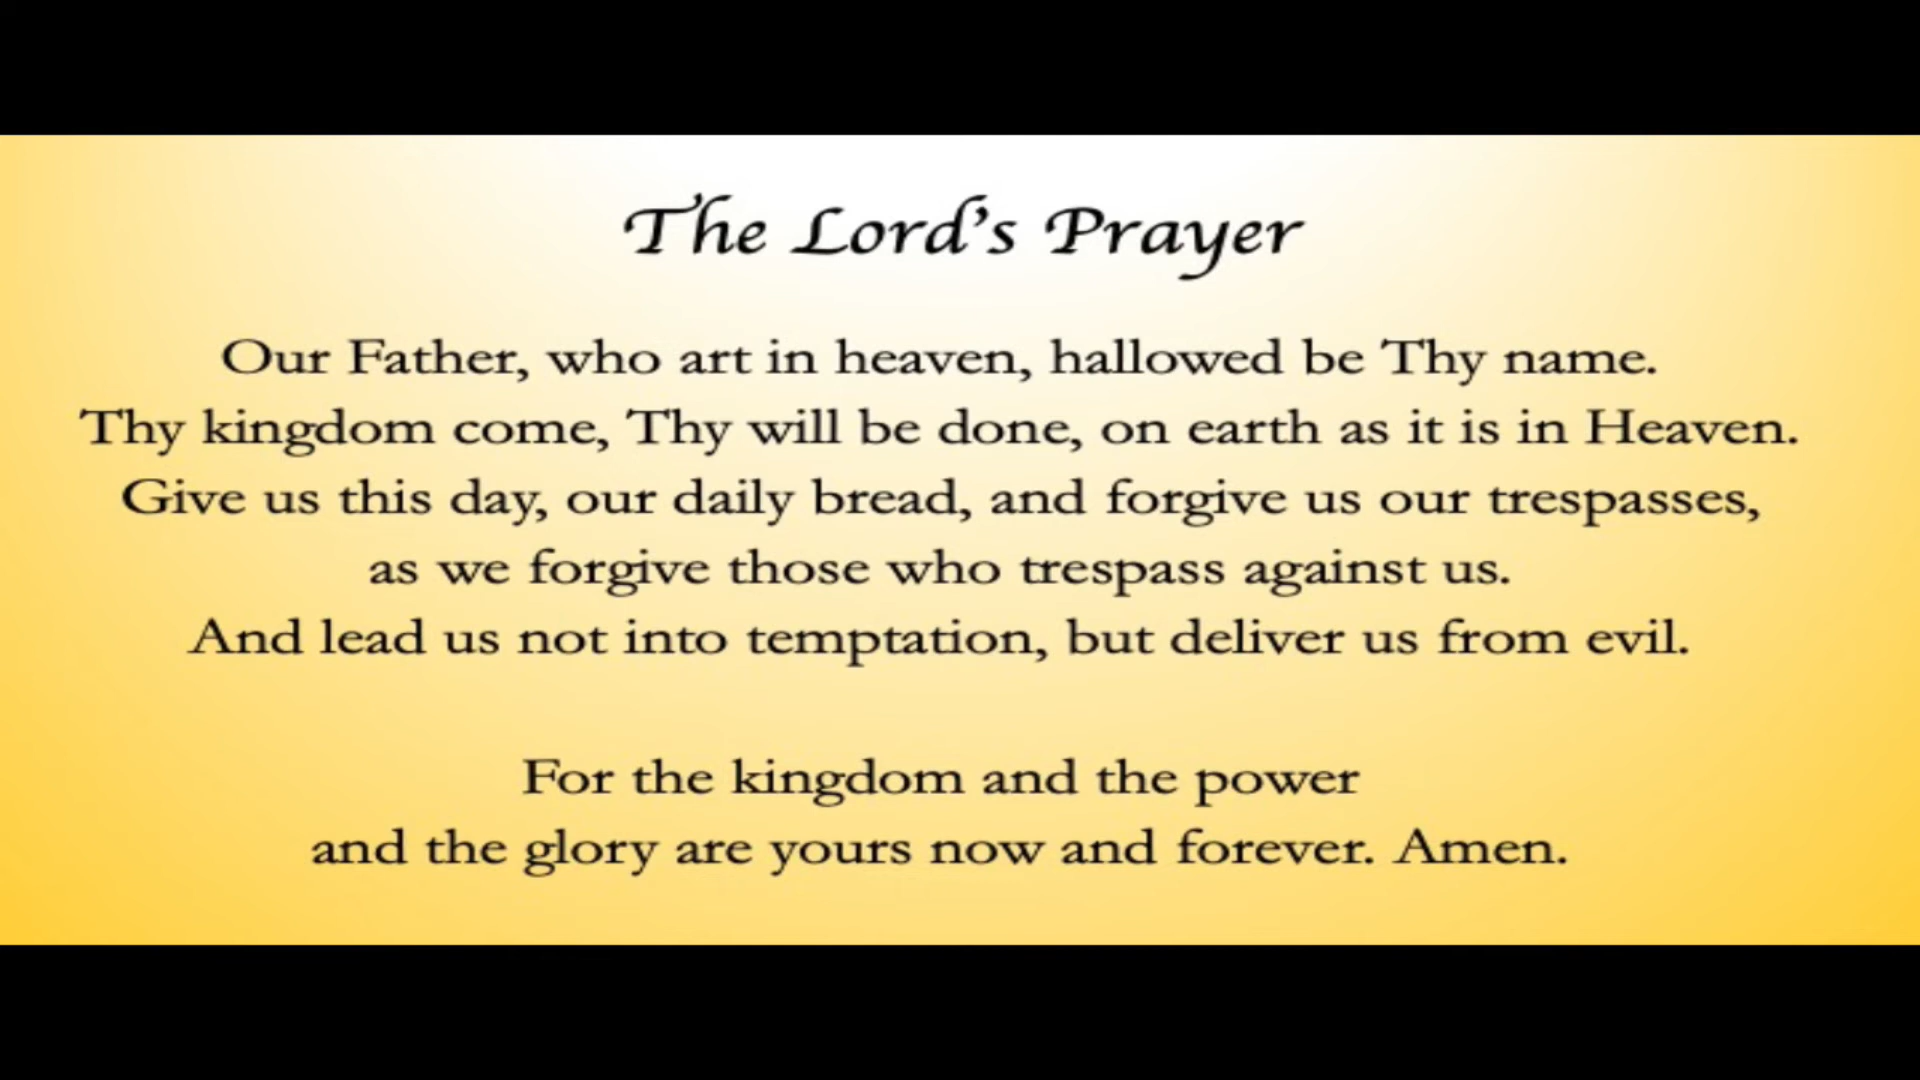 The Lord's Prayer
Our Father, who art in heaven, hallowed be Thy name.
Thy kingdom come, Thy will be done, on earth as it is in Heaven.
Give us this day, our daily bread, and forgive us our trespasses,
as we forgive those who trespass against us.
And lead us not into temptation, but deliver us from evil.
For the kingdom and the power
and the glory are yours now and forever. Amen.